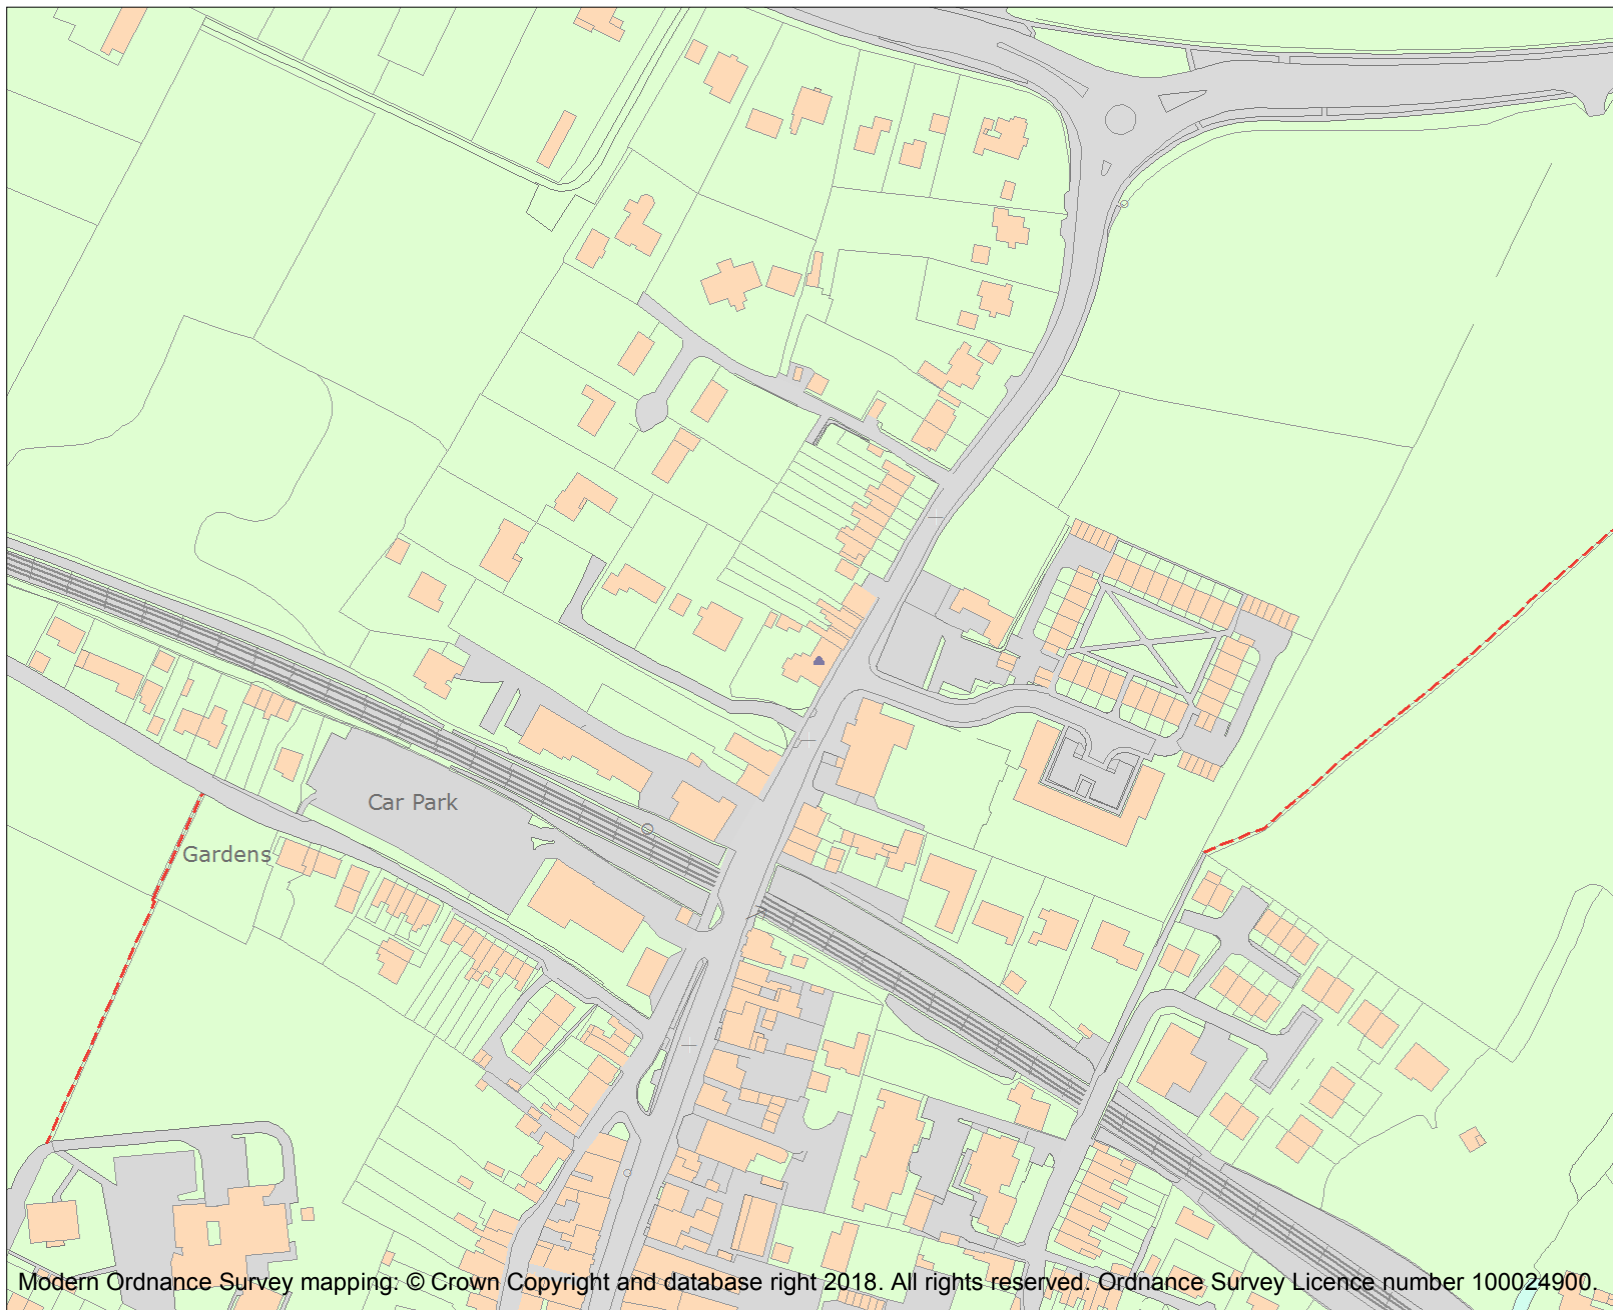 Car Park
Gardens
Modern Ordnance Survey mapping: © Crown Copyright and database right 2018. All rights reserved. Ordnance Survey Licence number 100024900.